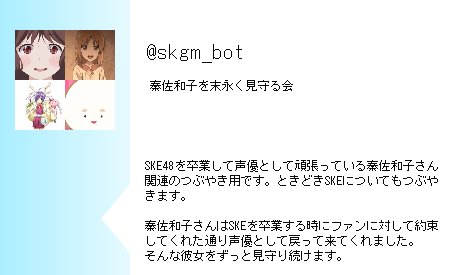 @skgm_bot
秦佐和子を末永く見守る会
SKE48を卒業して声優として頑張っている秦佐和子さん
関連のつぶやき用です。ときどきSKEについてもつぶや
きます。
秦佐和子さんはSKEを卒業する時にファンに対して約束
してくれた通り声優として戻って来てくれました。
そんな彼女をずっと見守り続けます。